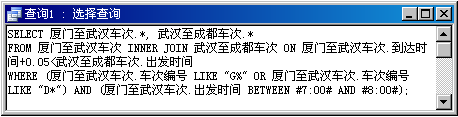 查询1 : 选择查询
SELECT 厦门至武汉车次.*, 武汉至成都车次.*
FROM 厦门至武汉车次 INNER JOIN 武汉至成都车次 ON 厦门至武汉车次.到达时
间+0.05<武汉至成都车次.出发时间
WHERE (厦门至武汉车次.车次编号 LIKE "G%" OR 厦门至武汉车次.车次编号
LIKE "D*") AND (厦门至武汉车次.出发时间 BETWEEN #7:00# AND #8:00#);